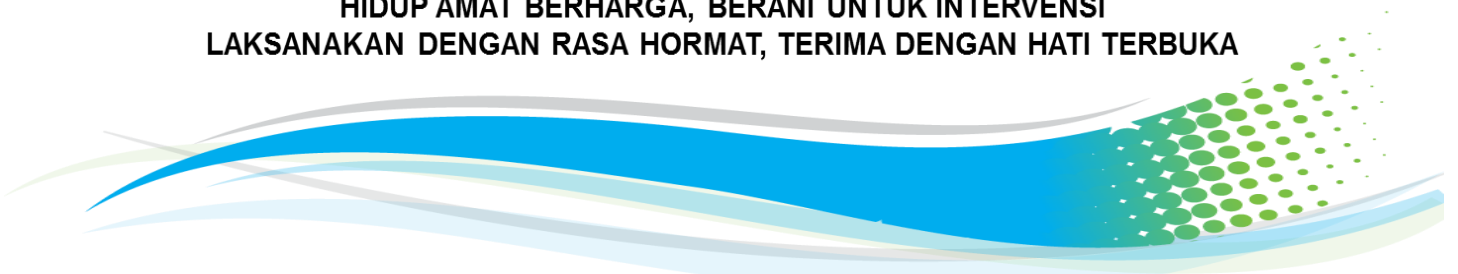 HIDUP AMAT BERHARGA, BERANI UNTUK INTERVENSI
LAKSANAKAN DENGAN RASA HORMAT, TERIMA DENGAN HATI TERBUKA